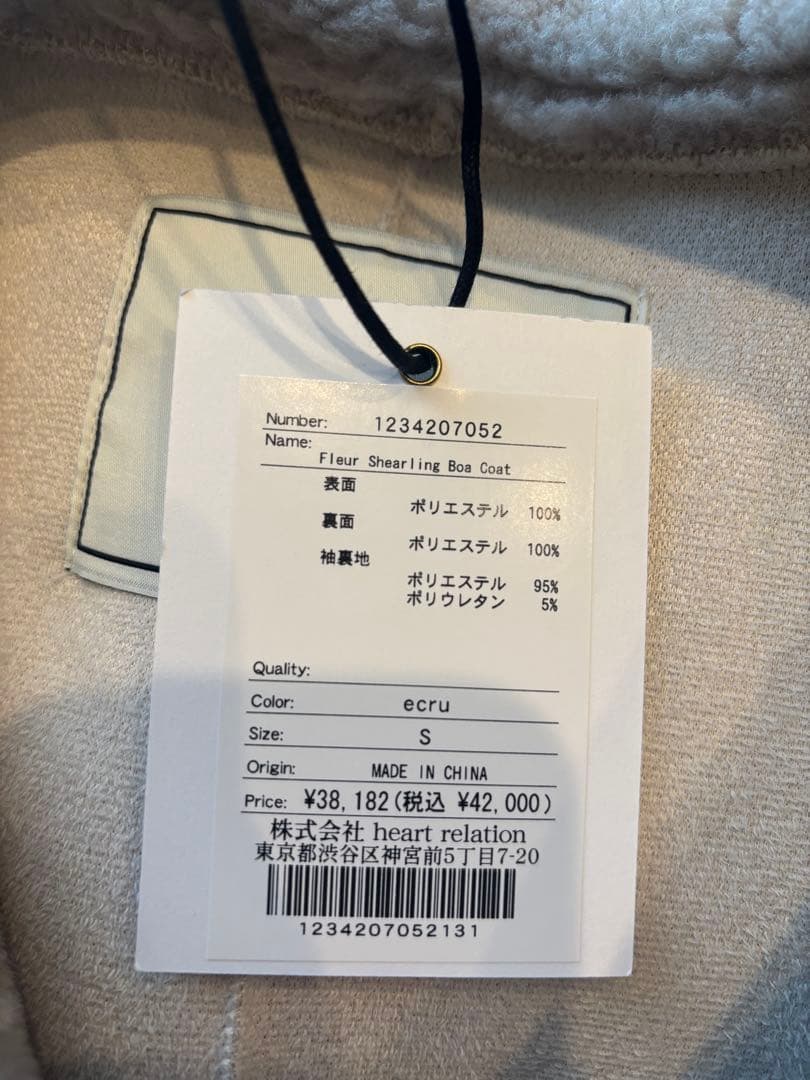 Number: 1234207052
Name:
Fleur Shearling Boa Coat
表面
ポリエステル 100%
裏面
ポリエステル 100%
袖裏地
ポリエステル 95%
ポリウレタン 5%
Quality:
Color: ecru
Size: S
Origin: MADE IN CHINA
Price: ¥38,182(税込 ¥42,000)
株式会社 heart relation
東京都渋谷区神宮前5丁目7-20
1234207052131